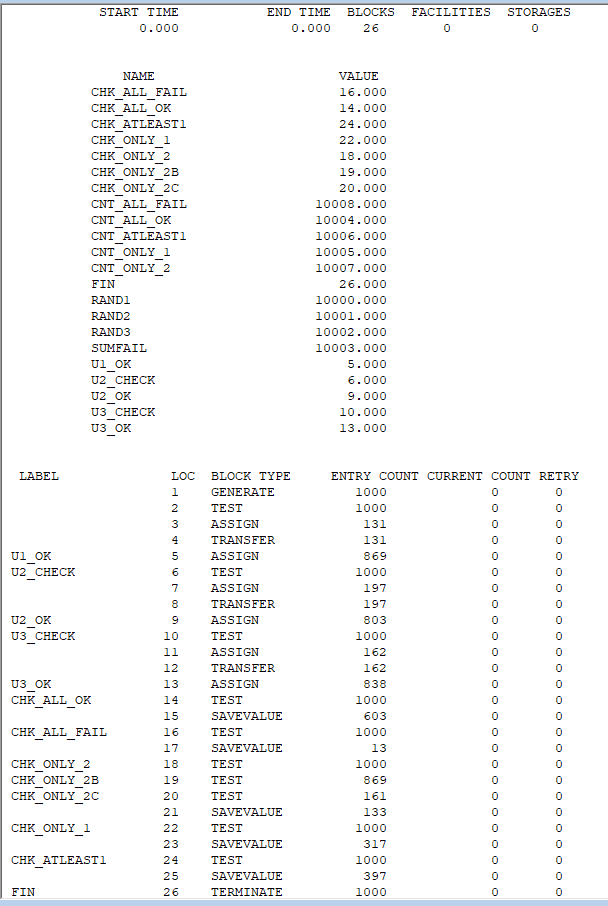 START TIME END TIME BLOCKS FACILITIES STORAGES
0.000 0.000 26 0 0
NAME VALUE
CHK_ALL_FAIL 16.000
CHK_ALL_OK 14.000
CHK_ATLEAST1 24.000
CHK_ONLY_1 22.000
CHK_ONLY_2 18.000
CHK_ONLY_2B 19.000
CHK_ONLY_2C 20.000
CNT_ALL_FAIL 10008.000
CNT_ALL_OK 10004.000
CNT_ATLEAST1 10006.000
CNT_ONLY_1 10005.000
CNT_ONLY_2 10007.000
FIN 26.000
RAND1 10000.000
RAND2 10001.000
RAND3 10002.000
SUMFAIL 10003.000
U1_OK 5.000
U2_CHECK 6.000
U2_OK 9.000
U3_CHECK 10.000
U3_OK 13.000
LABEL LOC BLOCK TYPE ENTRY COUNT CURRENT COUNT RETRY
1 GENERATE 1000 0 0
2 TEST 1000 0 0
3 ASSIGN 131 0 0
4 TRANSFER 131 0 0
U1_OK 5 ASSIGN 869 0 0
U2_CHECK 6 TEST 1000 0 0
7 ASSIGN 197 0 0
8 TRANSFER 197 0 0
U2_OK 9 ASSIGN 803 0 0
U3_CHECK 10 TEST 1000 0 0
11 ASSIGN 162 0 0
12 TRANSFER 162 0 0
U3_OK 13 ASSIGN 838 0 0
CHK_ALL_OK 14 TEST 1000 0 0
15 SAVEVALUE 603 0 0
CHK_ALL_FAIL 16 TEST 1000 0 0
17 SAVEVALUE 13 0 0
CHK_ONLY_2 18 TEST 1000 0 0
CHK_ONLY_2B 19 TEST 869 0 0
CHK_ONLY_2C 20 TEST 161 0 0
21 SAVEVALUE 133 0 0
CHK_ONLY_1 22 TEST 1000 0 0
23 SAVEVALUE 317 0 0
CHK_ATLEAST1 24 TEST 1000 0 0
25 SAVEVALUE 397 0 0
FIN 26 TERMINATE 1000 0 0